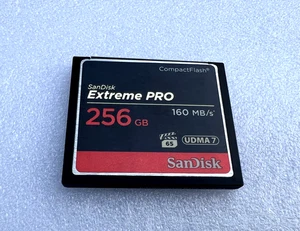 CompactFlash®
SanDisk
Extreme PRO
256 GB
160 MB/s*
65
UDMA 7
SanDisk